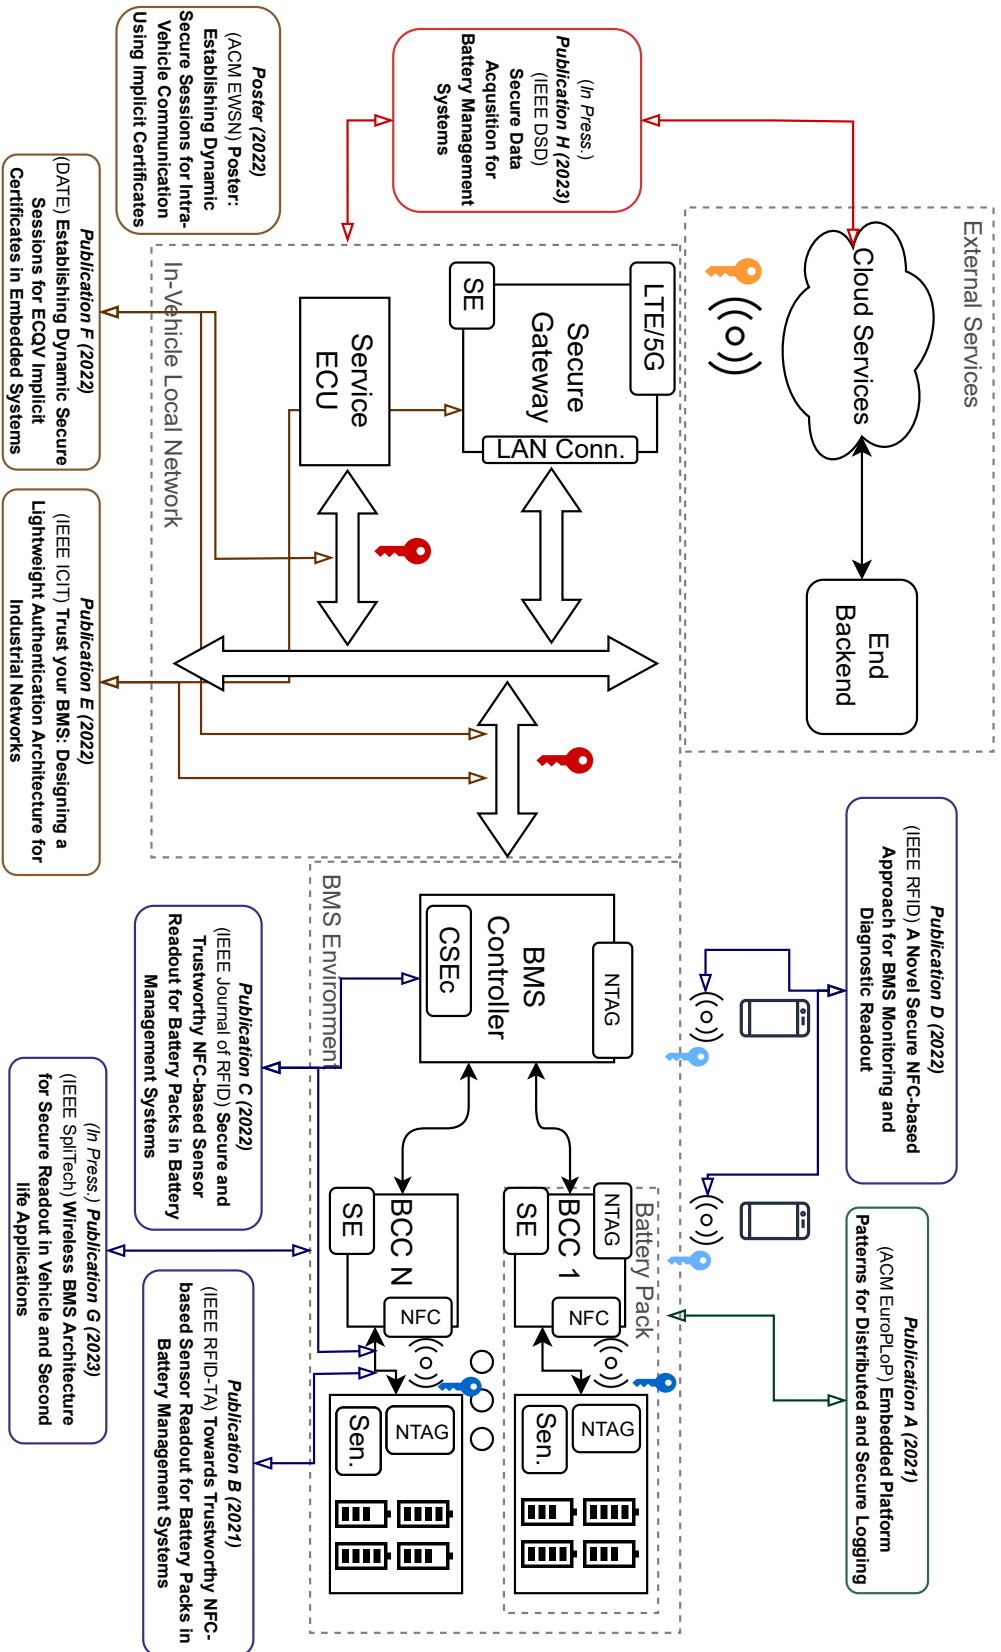 External Services
Cloud Services
End
Backend
(In Press.)
Publication H (2023)
(IEEE DSD)
Secure Data
Acqusition for
Battery Management
Systems
Poster (2022)
(ACM EWSN) Poster:
Establishing Dynamic
Secure Sessions for Intra-
Vehicle Communication
Using Implicit Certificates
Publication F (2022)
(DATE) Establishing Dynamic Secure
Sessions for ECQV Implicit
Certificates in Embedded Systems
Publication E (2022)
(IEEE ICIT) Trust your BMS: Designing a
Lightweight Authentication Architecture for
Industrial Networks
In-Vehicle Local Network
LTE/5G
Secure
Gateway
SE
LAN Conn.
Service
ECU
Publication D (2022)
(IEEE RFID) A Novel Secure NFC-based
Approach for BMS Monitoring and
Diagnostic Readout
Publication A (2021)
(ACM EuroPLoP) Embedded Platform
Patterns for Distributed and Secure Logging
BMS Environment
NTAG
BMS
Controller
CSEc
Battery Pack
NTAG
BCC 1
SE
NFC
NTAG
Sen.
BCC N
SE
NFC
NTAG
Sen.
Publication C (2022)
(IEEE Journal of RFID) Secure and
Trustworthy NFC-based Sensor
Readout for Battery Packs in Battery
Management Systems
(In Press.) Publication G (2023)
(IEEE SpliTech) Wireless BMS Architecture
for Secure Readout in Vehicle and Second
life Applications
Publication B (2021)
(IEEE RFID-TA) Towards Trustworthy NFC-
based Sensor Readout for Battery Packs in
Battery Management Systems